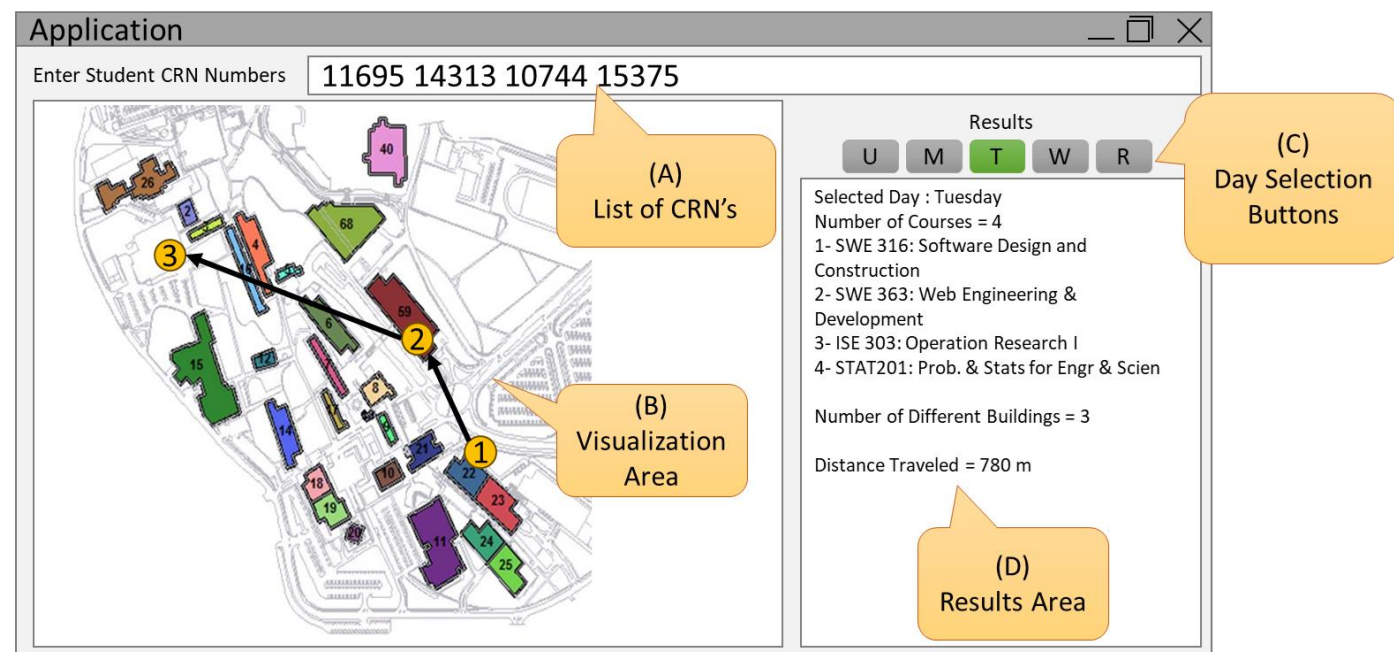 Application
Enter Student CRN Numbers
11695 14313 10744 15375
(A)
List of CRN's
Results
U M T W R
(C)
Day Selection
Buttons
Selected Day : Tuesday
Number of Courses = 4
1- SWE 316: Software Design and
Construction
2- SWE 363: Web Engineering &
Development
3- ISE 303: Operation Research I
4- STAT201: Prob. & Stats for Engr & Scien
Number of Different Buildings = 3
Distance Traveled = 780 m
(D)
Results Area
(B)
Visualization
Area
40
26
2
68
4
3
16
59
6
2
15
8
14
21
1
22
10
18
23
19
20
11
24
25